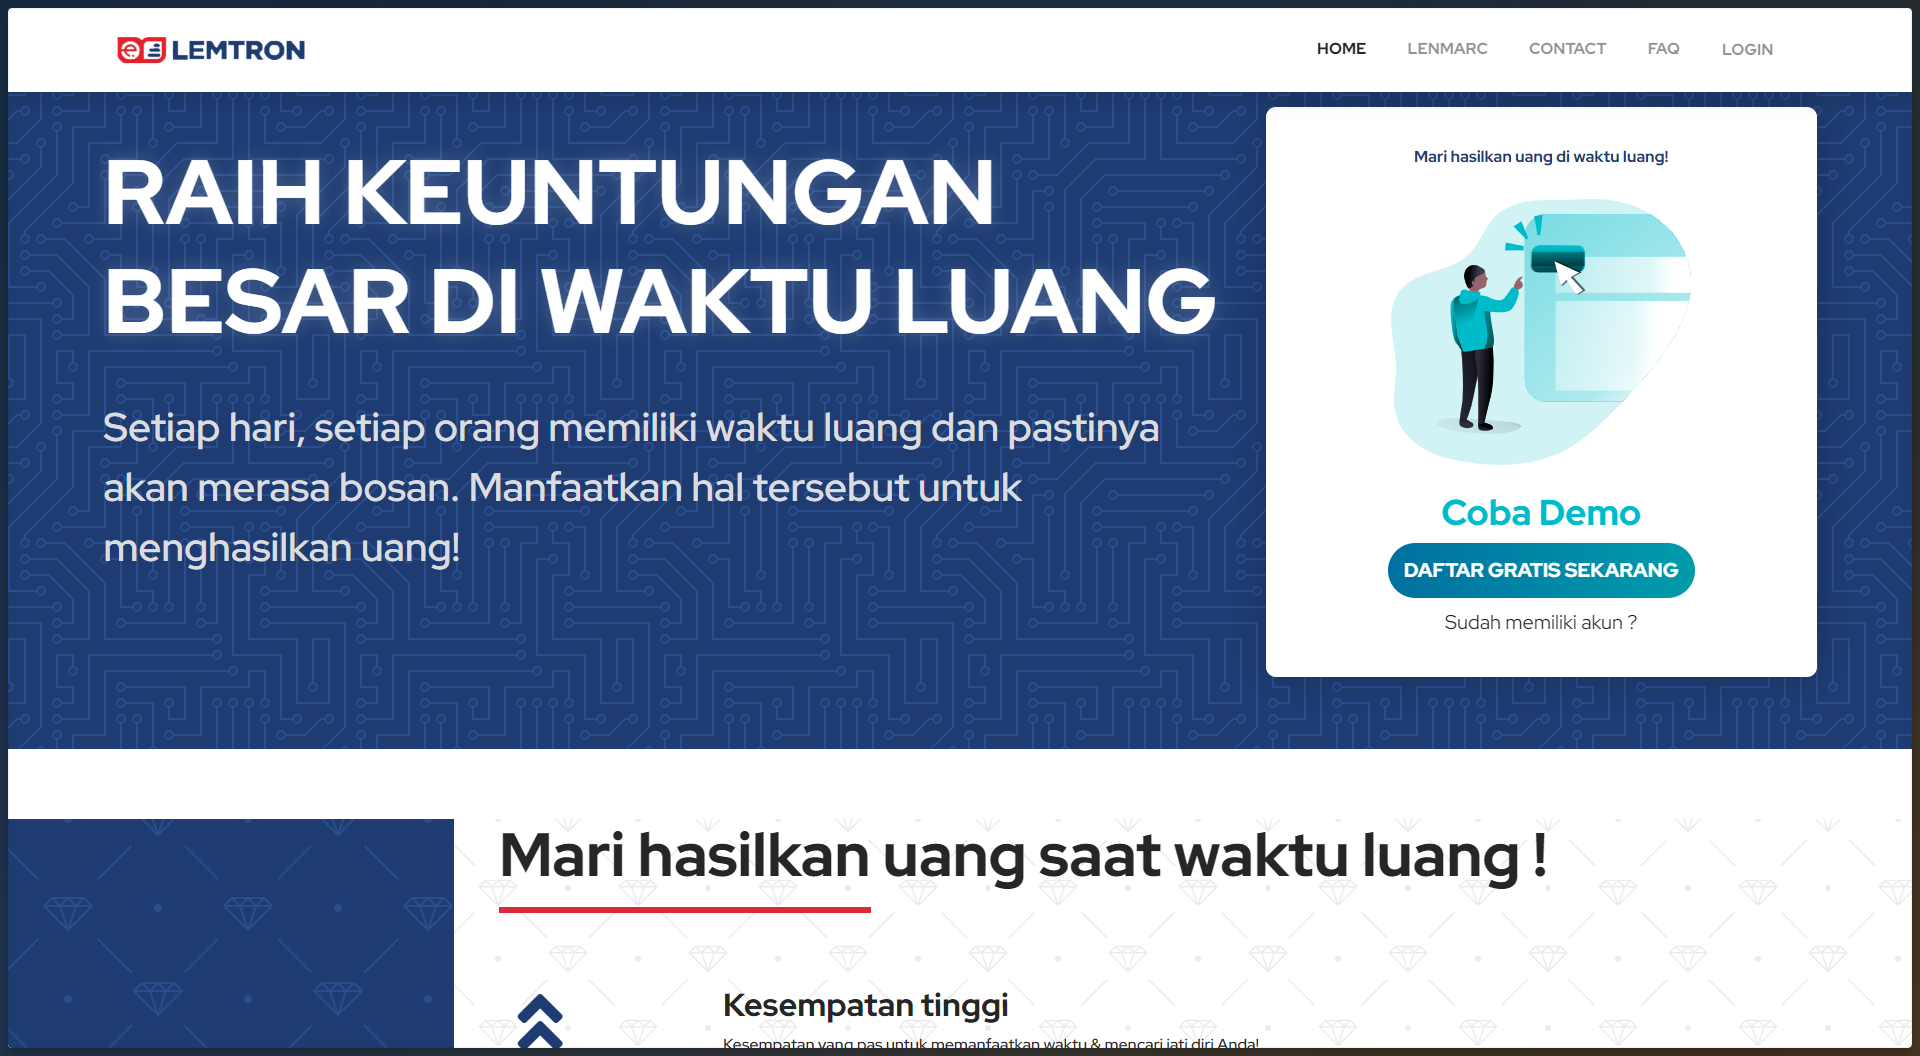 LEMTRON
HOME LENMARC CONTACT FAQ LOGIN
RAIH KEUNTUNGAN
BESAR DI WAKTU LUANG
Setiap hari, setiap orang memiliki waktu luang dan pastinya
akan merasa bosan. Manfaatkan hal tersebut untuk
menghasilkan uang!
Mari hasilkan uang di waktu luang!
Coba Demo
DAFTAR GRATIS SEKARANG
Sudah memiliki akun ?
Mari hasilkan uang saat waktu luang !
Kesempatan tinggi
Kesempatan yang pas untuk memanfaatkan waktu & mencari jati diri Anda!